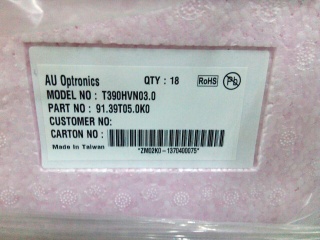 AU Optronics QTY : 18 RoHS Pb
MODEL NO : T390HVN03.0
PART NO : 91.39T05.0K0
CUSTOMER NO:
CARTON NO :
Made In Taiwan *ZM02K0-1370400075*